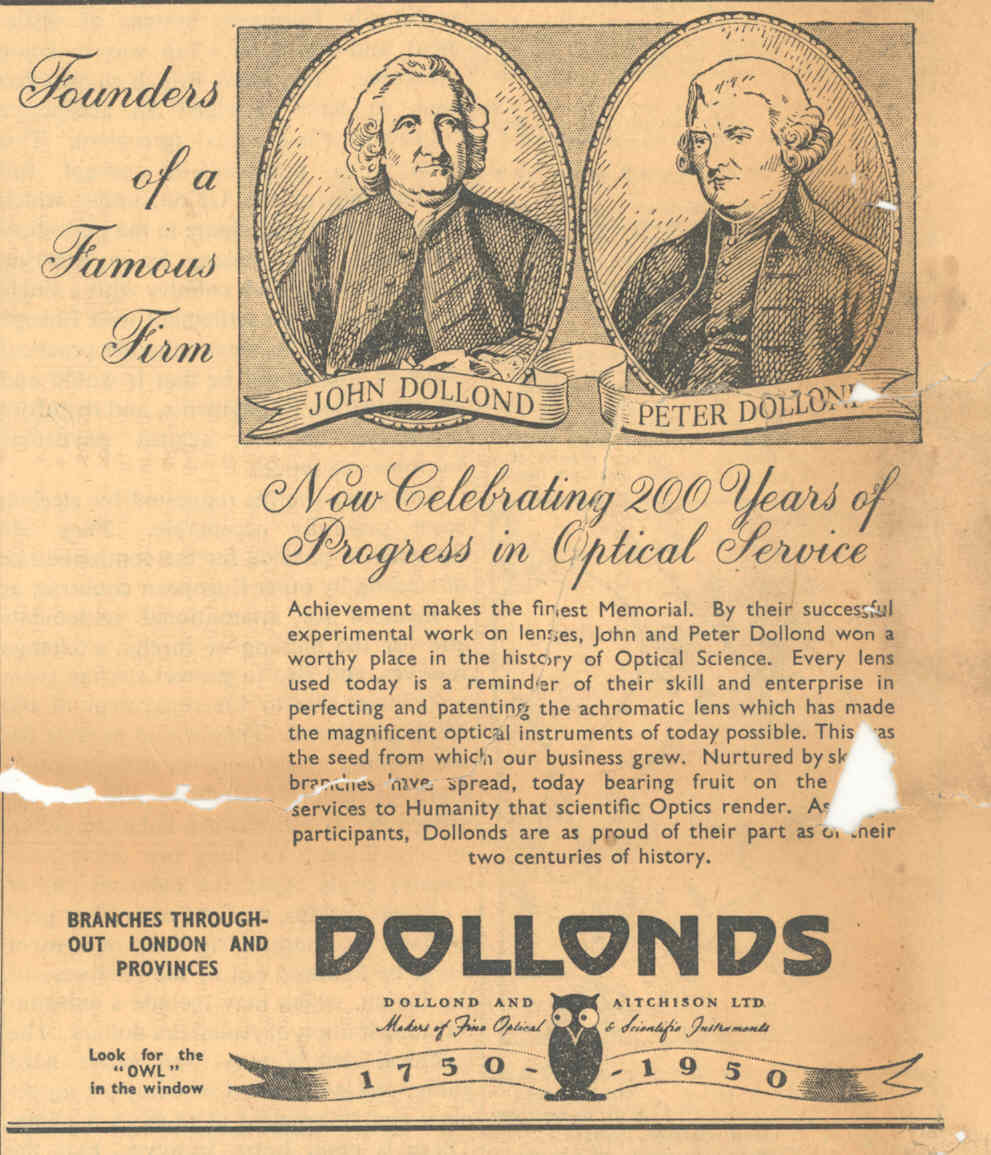 Founders
of a
Famous
Firm
JOHN DOLLOND
PETER DOLLOND
Now Celebrating 200 Years of
Progress in Optical Service
Achievement makes the finest Memorial. By their successful
experimental work on lenses, John and Peter Dollond won a
worthy place in the history of Optical Science. Every lens
used today is a reminder of their skill and enterprise in
perfecting and patenting the achromatic lens which has made
the magnificent optical instruments of today possible. This was
the seed from which our business grew. Nurtured by
branches have spread, today bearing fruit on the
services to Humanity that scientific Optics render. As
participants, Dollonds are as proud of their part as of their
two centuries of history.
BRANCHES THROUGH-
OUT LONDON AND
PROVINCES
DOLLONDS
DOLLOND AND AITCHISON LTD
Makers of Fine Optical & Scientific Instruments
Look for the
"OWL"
in the window
1750--1950